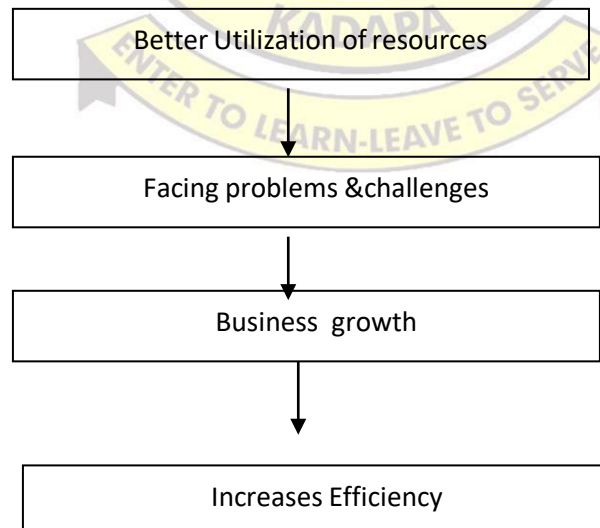 KADAPA
Better Utilization of resources
ENTER TO LEARN-LEAVE TO SERVE
Facing problems &challenges
Business growth
Increases Efficiency